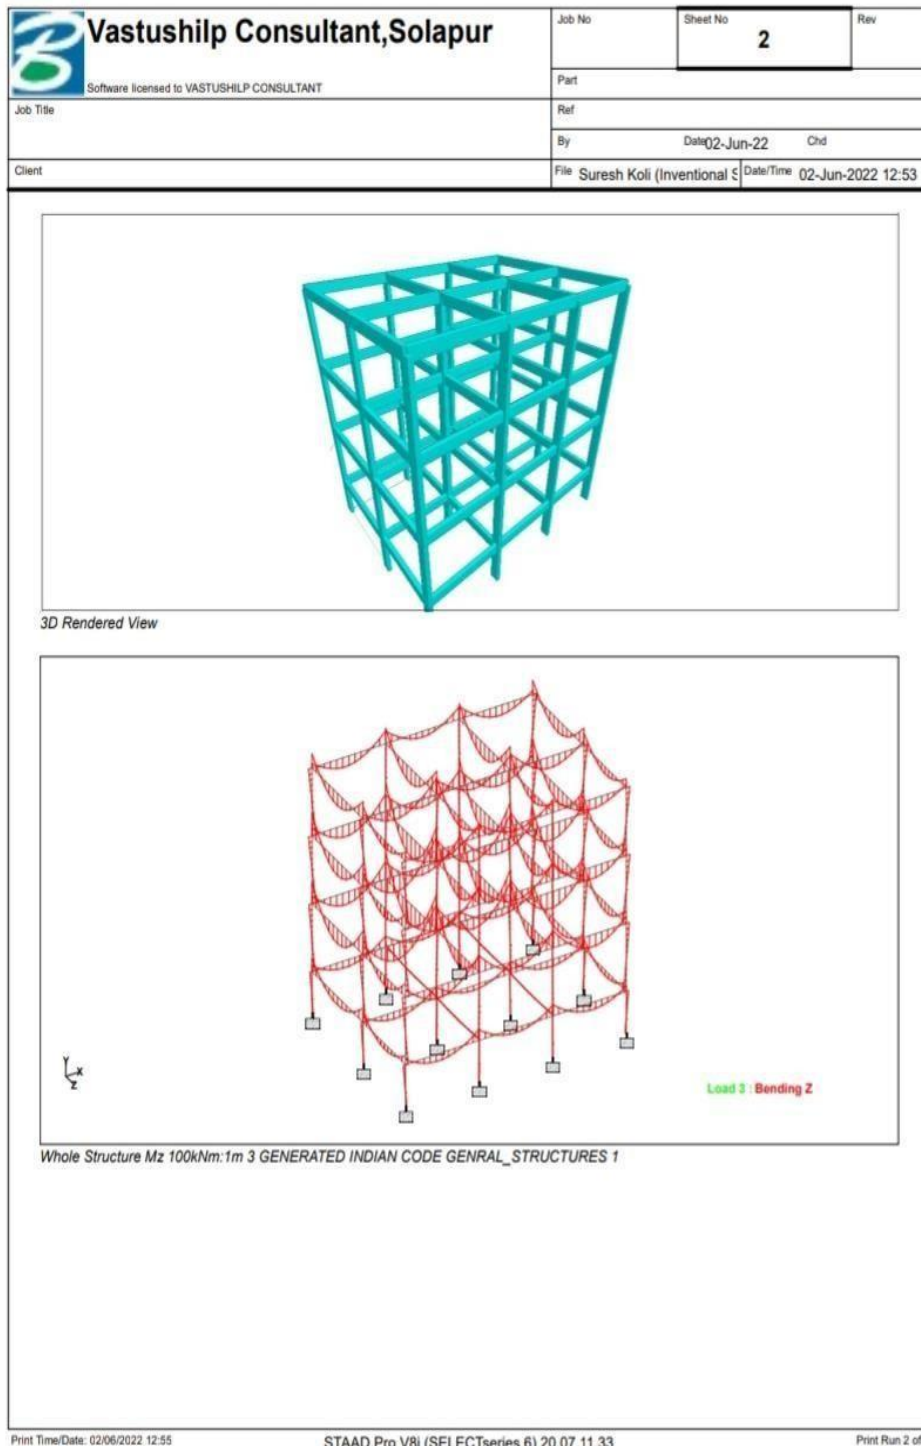 Vastushilp Consultant,Solapur
Software licensed to VASTUSHILP CONSULTANT
Job No
Sheet No
2
Rev
Part
Job Title
Ref
By
Date02-Jun-22
Chd
Client
File Suresh Koli (Inventional S
Date/Time 02-Jun-2022 12:53
3D Rendered View
Y
X
Z
Load 3 : Bending Z
Whole Structure Mz 100kNm:1m 3 GENERATED INDIAN CODE GENRAL_STRUCTURES 1
Print Time/Date: 02/06/2022 12:55
STAAD.Pro V8i (SELECTseries 6) 20.07.11.33
Print Run 2 of